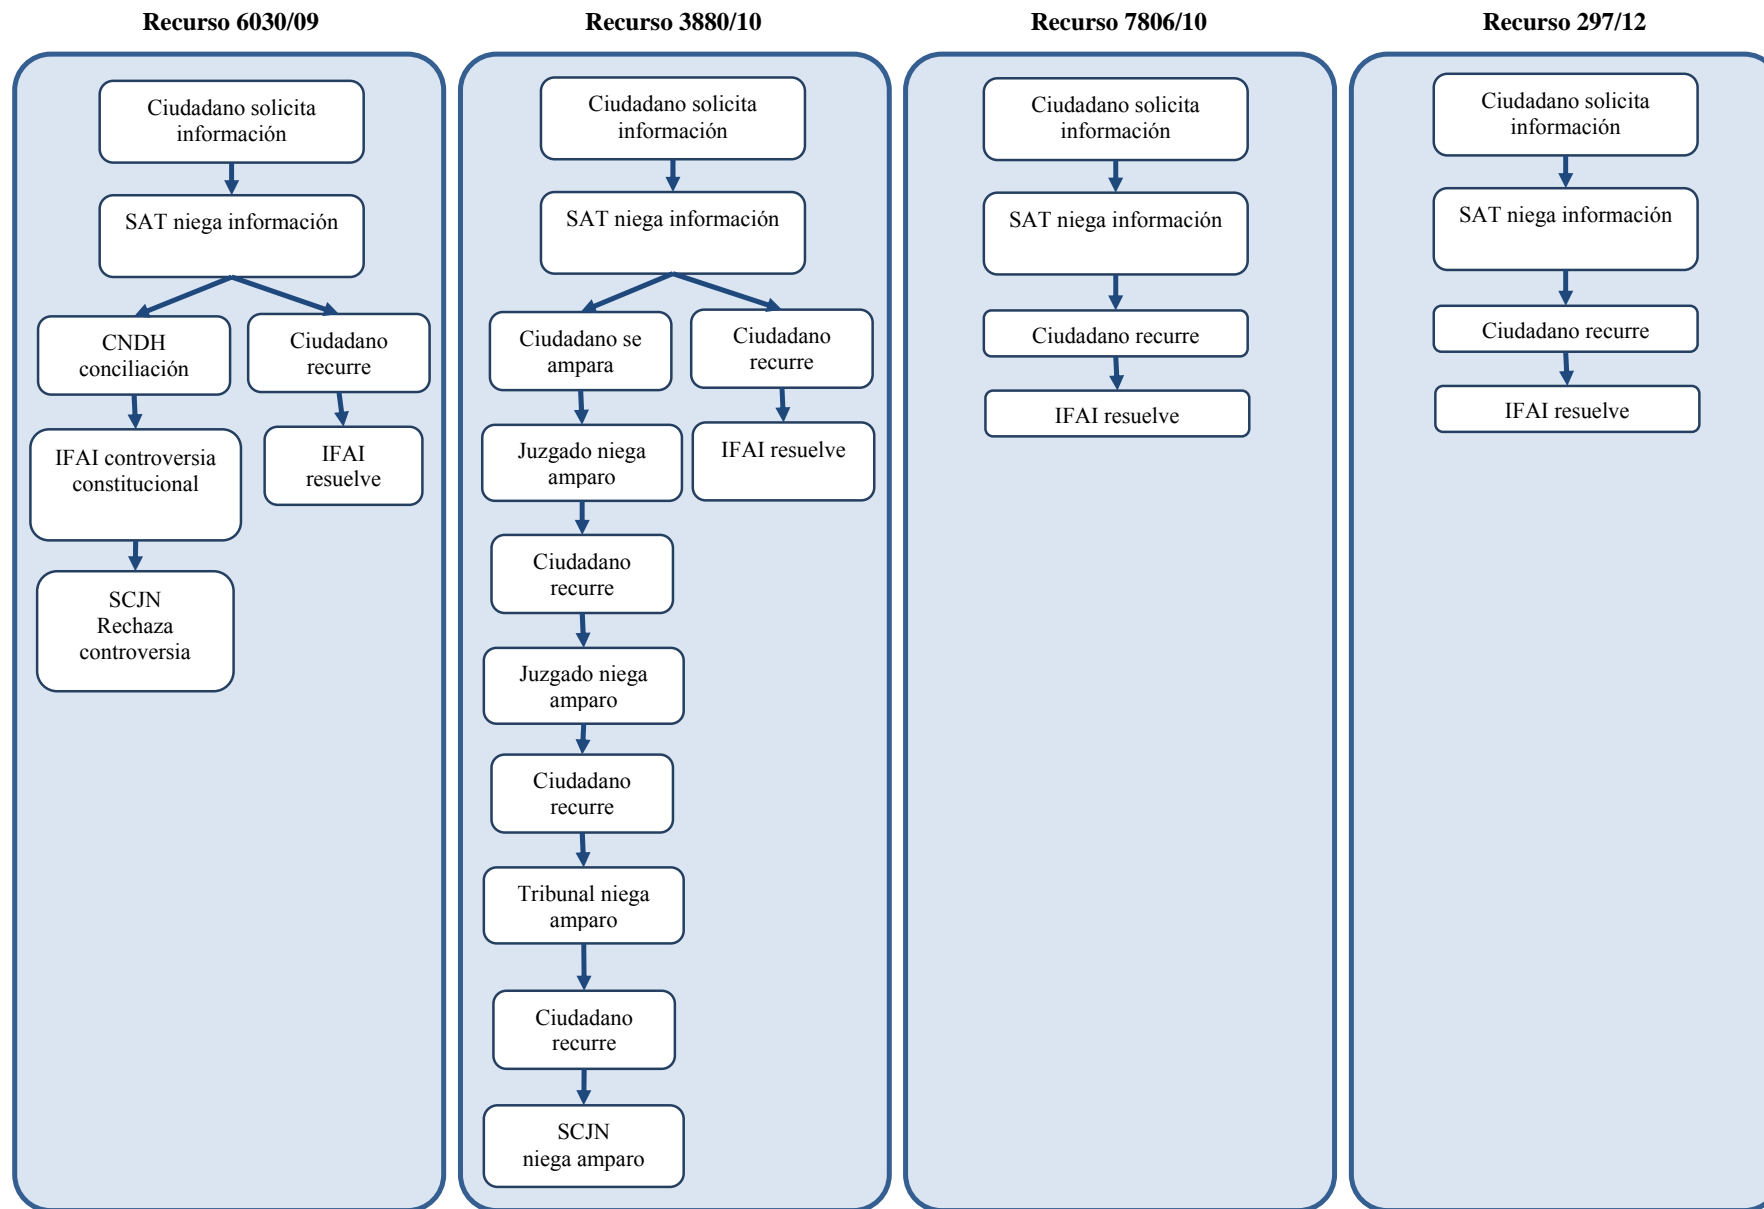 Recurso 6030/09
Ciudadano solicita
información
SAT niega información
CNDH
conciliación
Ciudadano
recurre
IFAI controversia
constitucional
IFAI
resuelve
SCJN
Rechaza
controversia
Recurso 3880/10
Ciudadano solicita
información
SAT niega información
Ciudadano se
ampara
Ciudadano
recurre
Juzgado niega
amparo
IFAI resuelve
Ciudadano
recurre
Juzgado niega
amparo
Ciudadano
recurre
Tribunal niega
amparo
Ciudadano
recurre
SCJN
niega amparo
Recurso 7806/10
Ciudadano solicita
información
SAT niega información
Ciudadano recurre
IFAI resuelve
Recurso 297/12
Ciudadano solicita
información
SAT niega información
Ciudadano recurre
IFAI resuelve